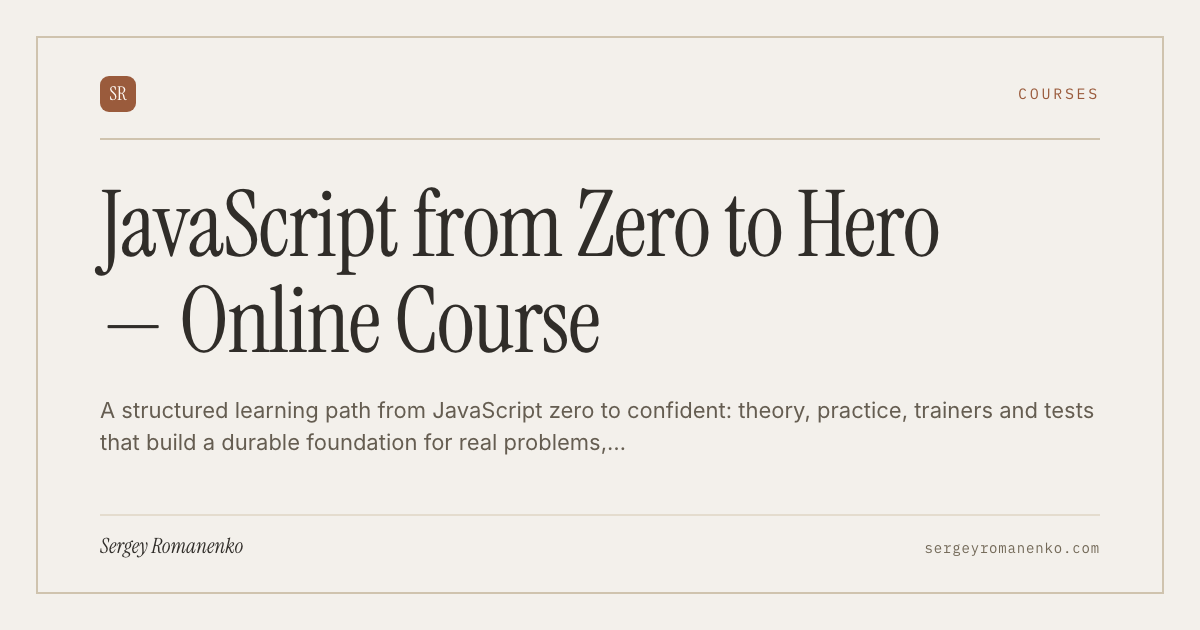 SR
COURSES
JavaScript from Zero to Hero
— Online Course
A structured learning path from JavaScript zero to confident: theory, practice, trainers and tests
that build a durable foundation for real problems,...
Sergey Romanenko
sergeyromanenko.com